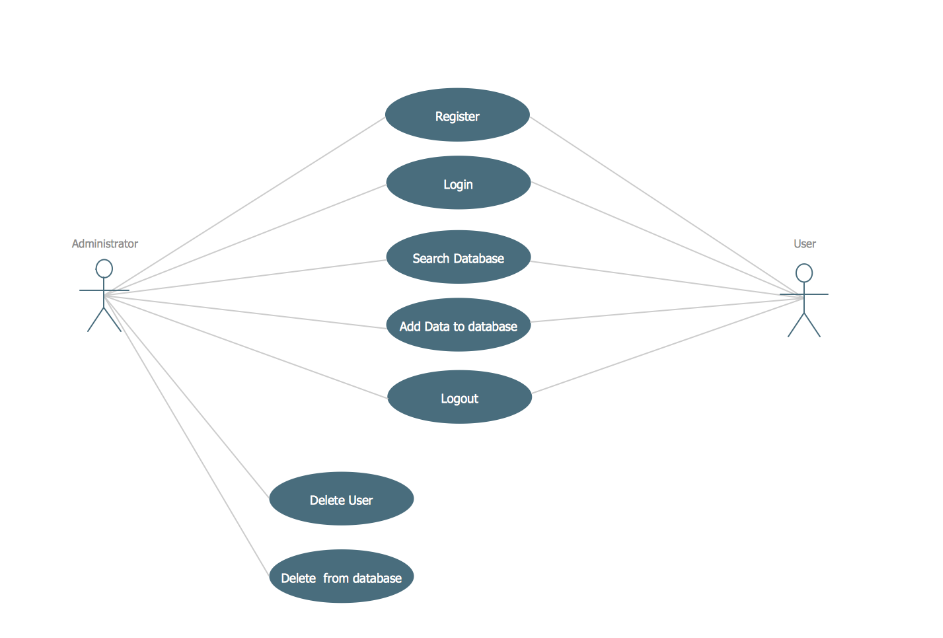 Register
Login
Administrator
User
Search Database
Add Data to database
Logout
Delete User
Delete  from database